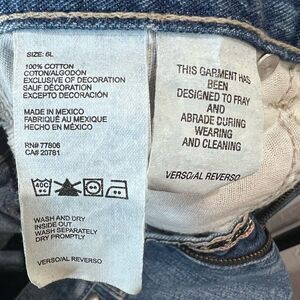 SIZE: 6L
100% COTTON
COTON/ALGODON
EXCLUSIVE OF DECORATION
SAUF DÉCORATION
EXCEPTO DECORACIÓN
MADE IN MEXICO
FABRIQUÉ AU MEXIQUE
HECHO EN MÉXICO
RN# 77806
CA# 20781
40C
WASH AND DRY
INSIDE OUT
WASH SEPARATELY
DRY PROMPTLY
VERSO/AL REVERSO
THIS GARMENT HAS
BEEN
DESIGNED TO FRAY
AND
ABRADE DURING
WEARING
AND CLEANING
VERSO/AL REVERSO